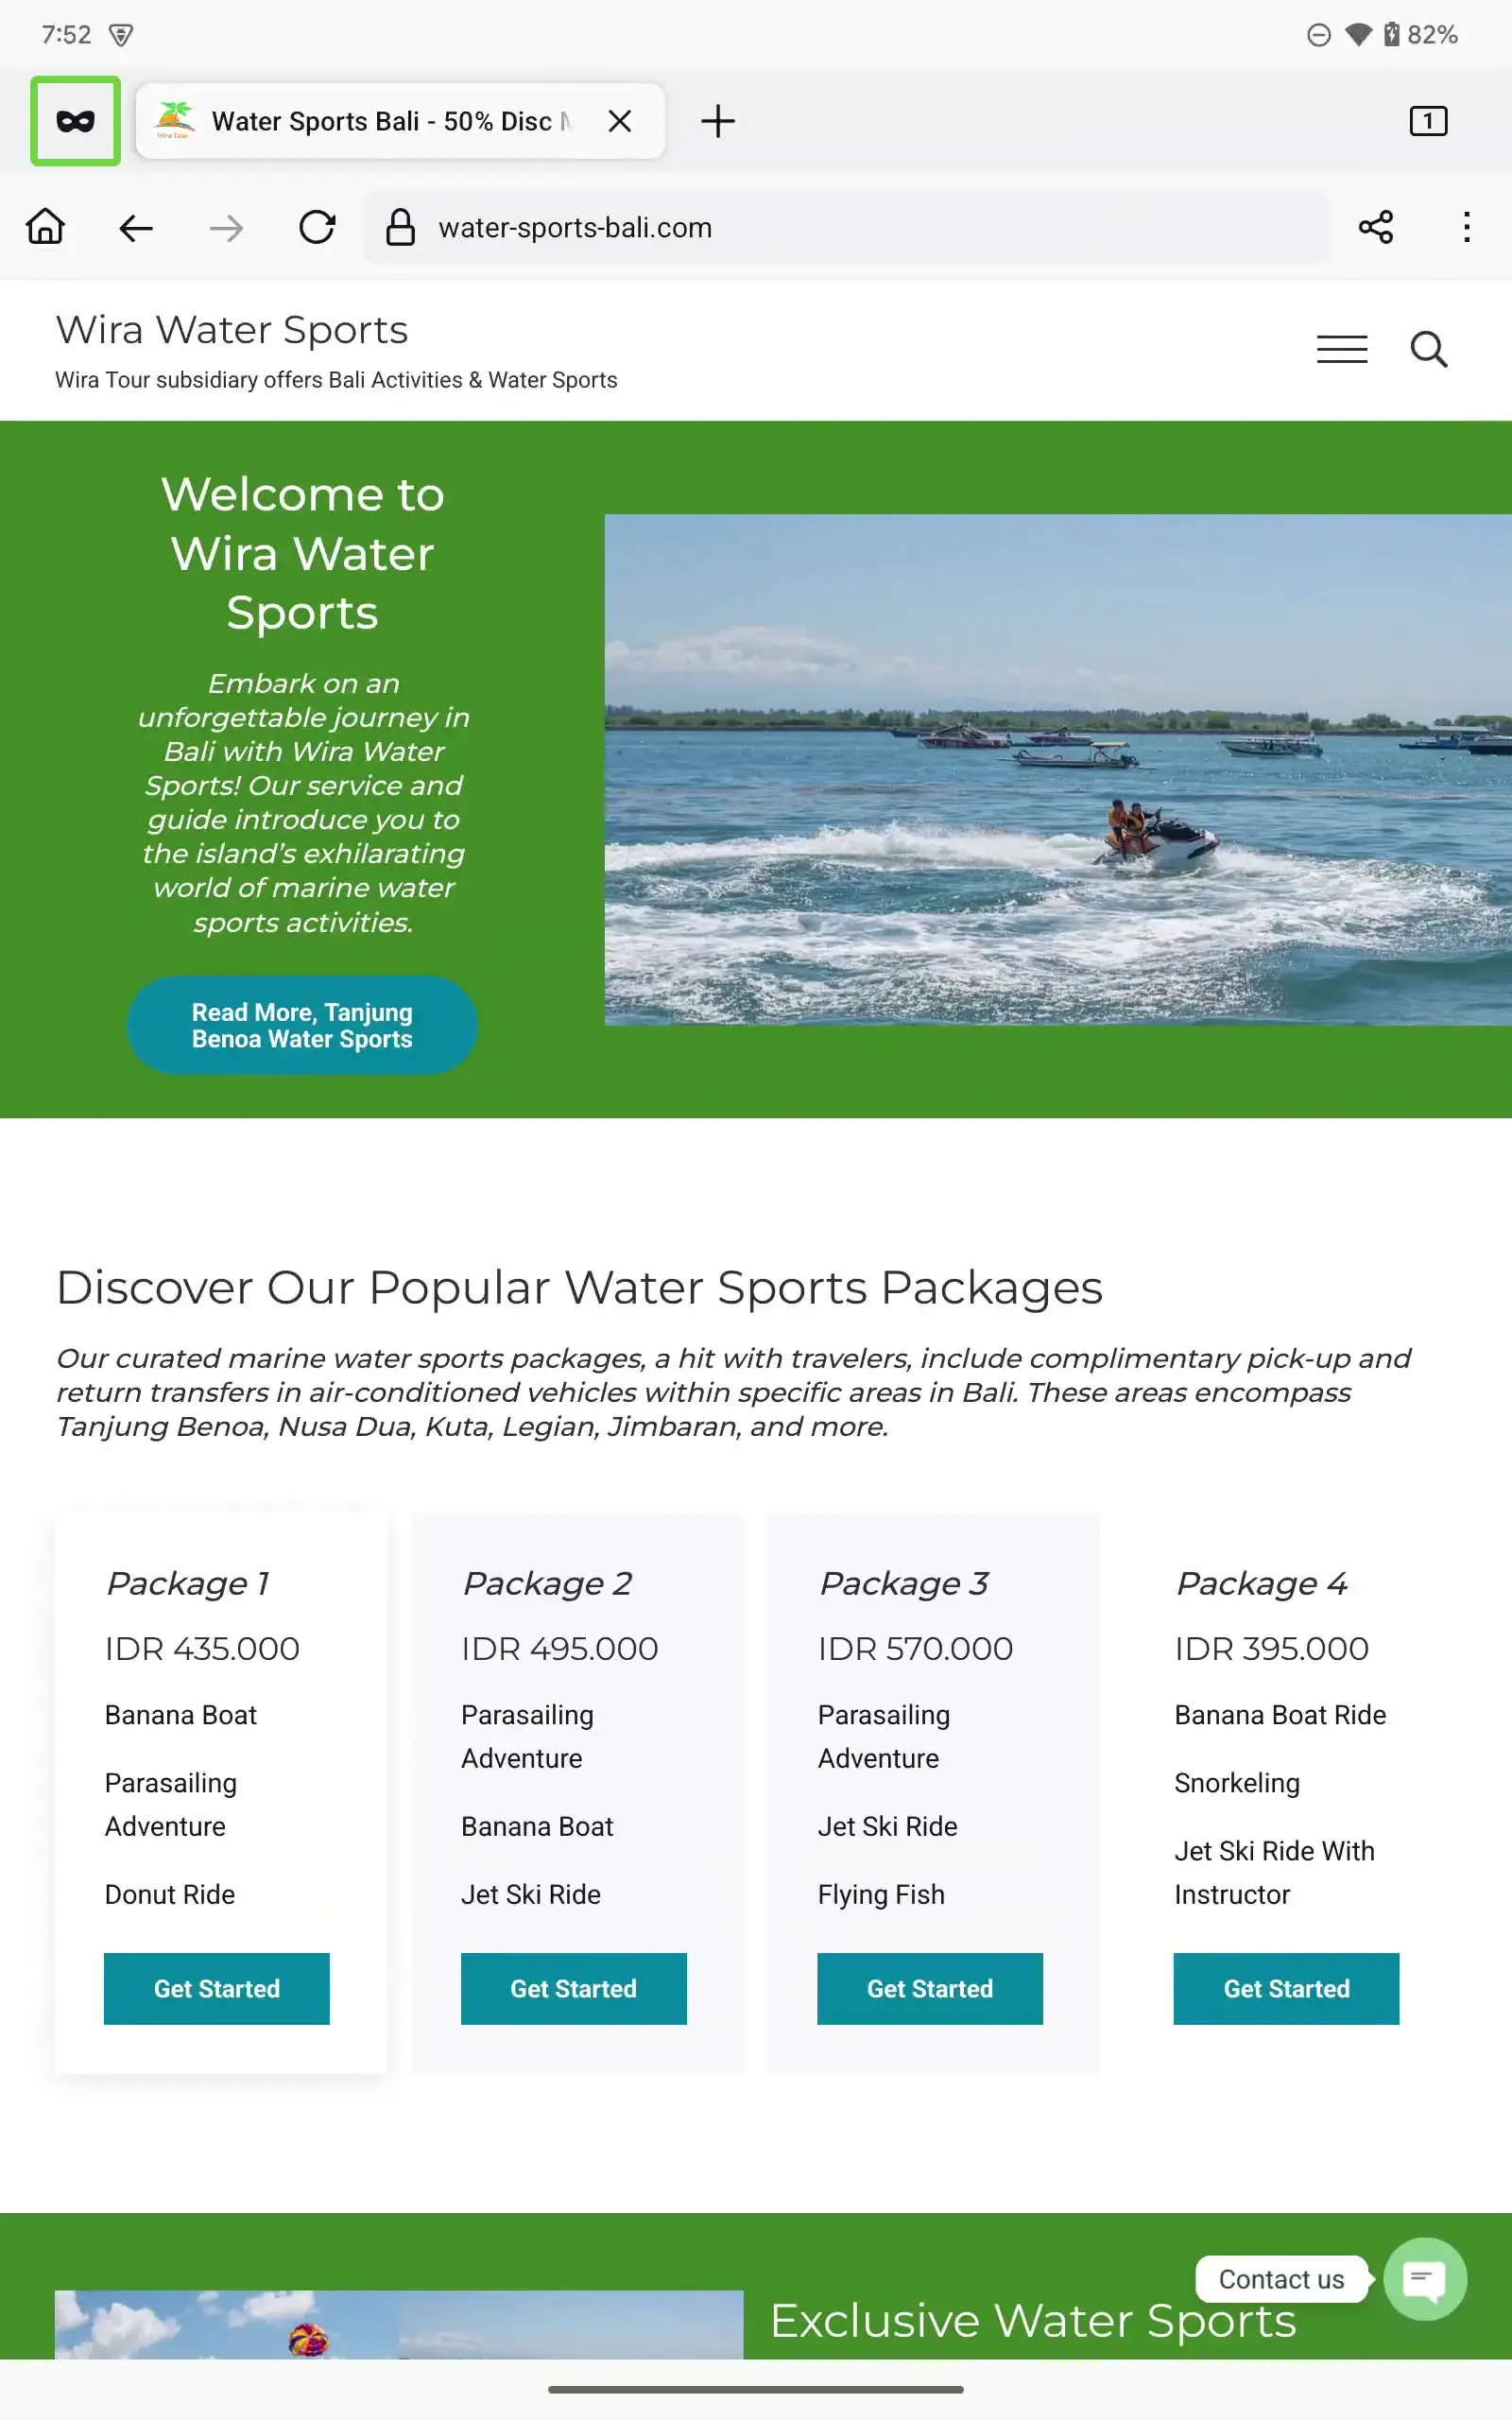 7:52
82%
Water Sports Bali - 50% Disc
1
water-sports-bali.com
Wira Water Sports
Wira Tour subsidiary offers Bali Activities & Water Sports
Welcome to
Wira Water
Sports
Embark on an
unforgettable journey in
Bali with Wira Water
Sports! Our service and
guide introduce you to
the island’s exhilarating
world of marine water
sports activities.
Read More, Tanjung
Benoa Water Sports
Discover Our Popular Water Sports Packages
Our curated marine water sports packages, a hit with travelers, include complimentary pick-up and
return transfers in air-conditioned vehicles within specific areas in Bali. These areas encompass
Tanjung Benoa, Nusa Dua, Kuta, Legian, Jimbaran, and more.
Package 1
IDR 435.000
Banana Boat
Parasailing
Adventure
Donut Ride
Get Started
Package 2
IDR 495.000
Parasailing
Adventure
Banana Boat
Jet Ski Ride
Get Started
Package 3
IDR 570.000
Parasailing
Adventure
Jet Ski Ride
Flying Fish
Get Started
Package 4
IDR 395.000
Banana Boat Ride
Snorkeling
Jet Ski Ride With
Instructor
Get Started
Contact us
Exclusive Water Sports